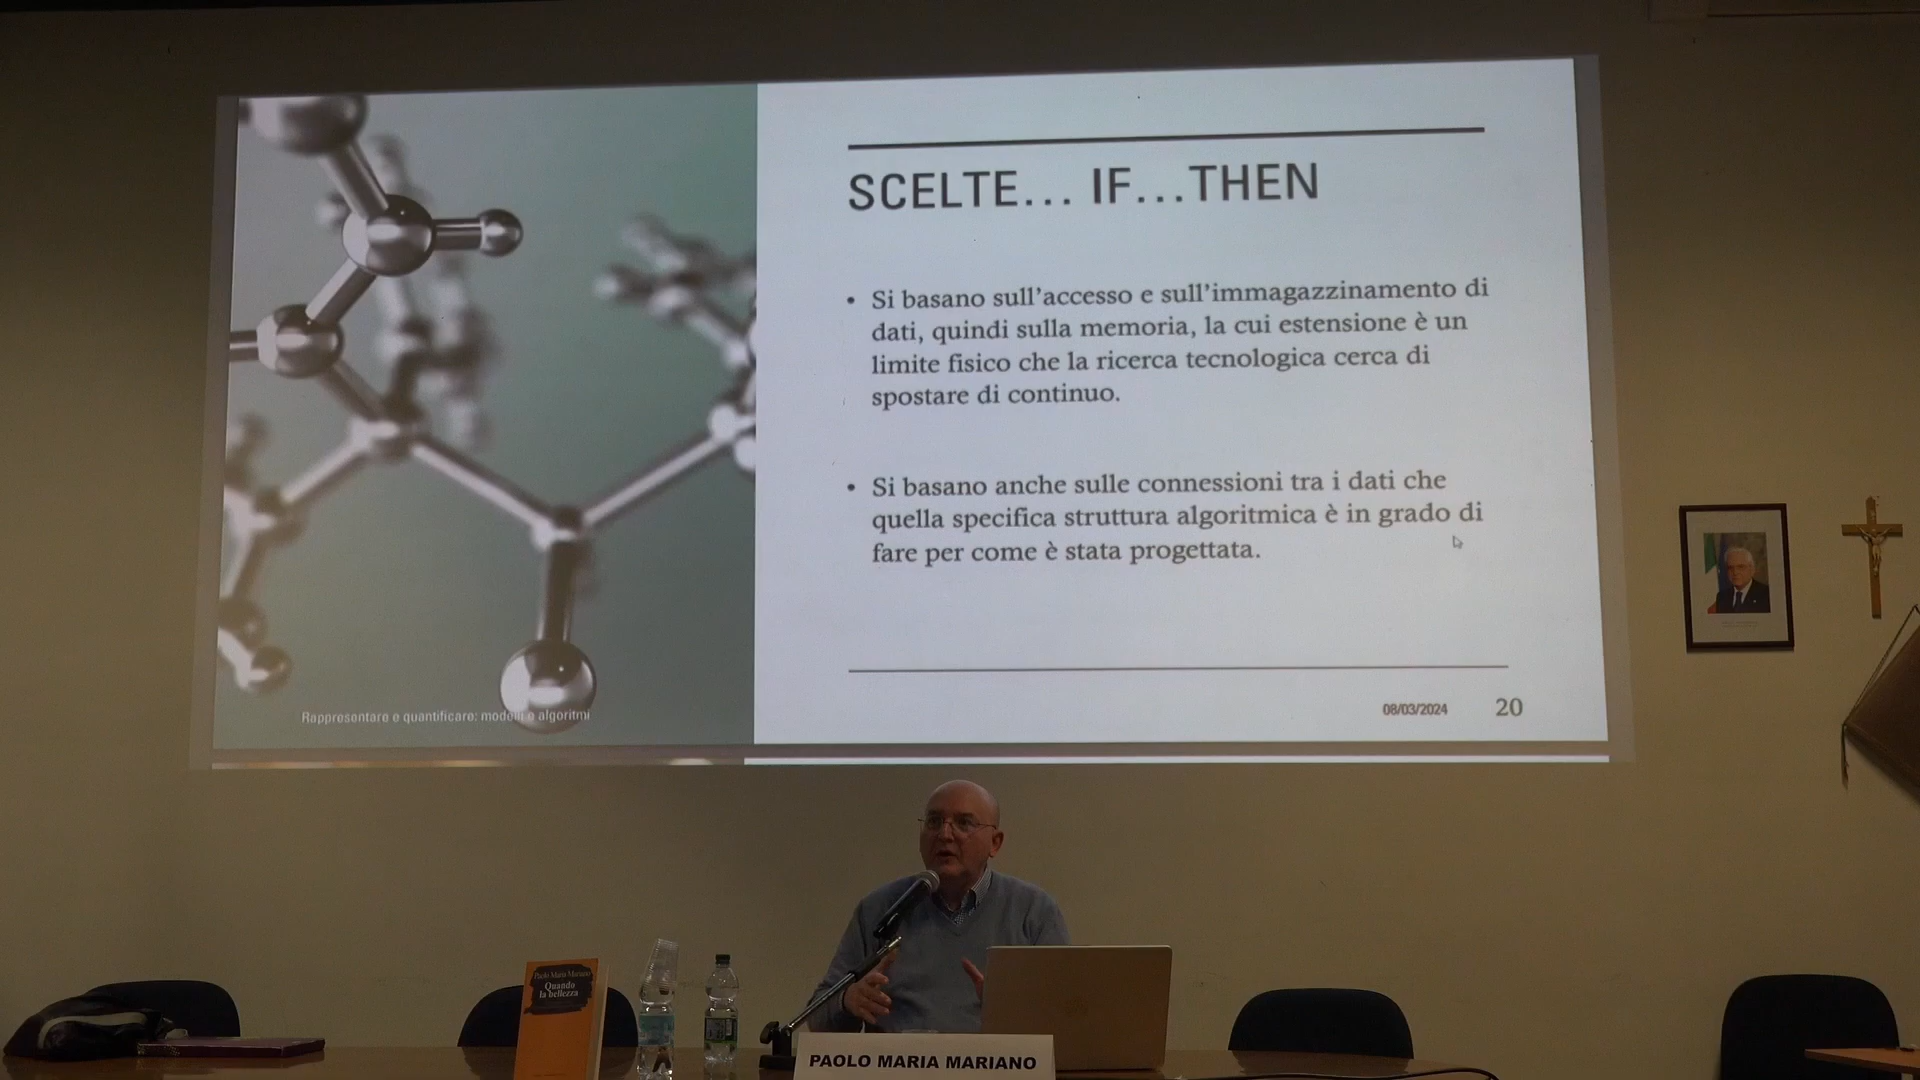 SCELTE... IF...THEN
• Si basano sull'accesso e sull'immagazzinamento di
dati, quindi sulla memoria, la cui estensione è un
limite fisico che la ricerca tecnologica cerca di
spostare di continuo.
• Si basano anche sulle connessioni tra i dati che
quella specifica struttura algoritmica è in grado di
fare per come è stata progettata.
Rappresentare e quantificare: modelli e algoritmi
08/03/2024
20
Paolo Maria Mariano
Quando
la bellezza
PAOLO MARIA MARIANO